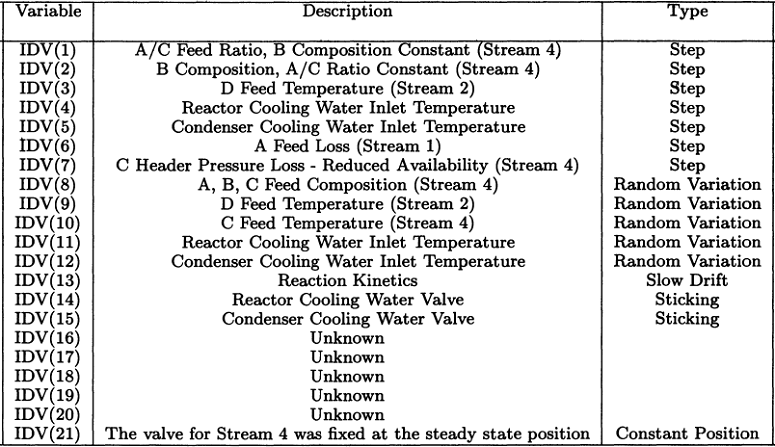 Variable Description Type
IDV(1) A/C Feed Ratio, B Composition Constant (Stream 4) Step
IDV(2) B Composition, A/C Ratio Constant (Stream 4) Step
IDV(3) D Feed Temperature (Stream 2) Step
IDV(4) Reactor Cooling Water Inlet Temperature Step
IDV(5) Condenser Cooling Water Inlet Temperature Step
IDV(6) A Feed Loss (Stream 1) Step
IDV(7) C Header Pressure Loss - Reduced Availability (Stream 4) Step
IDV(8) A, B, C Feed Composition (Stream 4) Random Variation
IDV(9) D Feed Temperature (Stream 2) Random Variation
IDV(10) C Feed Temperature (Stream 4) Random Variation
IDV(11) Reactor Cooling Water Inlet Temperature Random Variation
IDV(12) Condenser Cooling Water Inlet Temperature Random Variation
IDV(13) Reaction Kinetics Slow Drift
IDV(14) Reactor Cooling Water Valve Sticking
IDV(15) Condenser Cooling Water Valve Sticking
IDV(16) Unknown
IDV(17) Unknown
IDV(18) Unknown
IDV(19) Unknown
IDV(20) Unknown
IDV(21) The valve for Stream 4 was fixed at the steady state position Constant Position